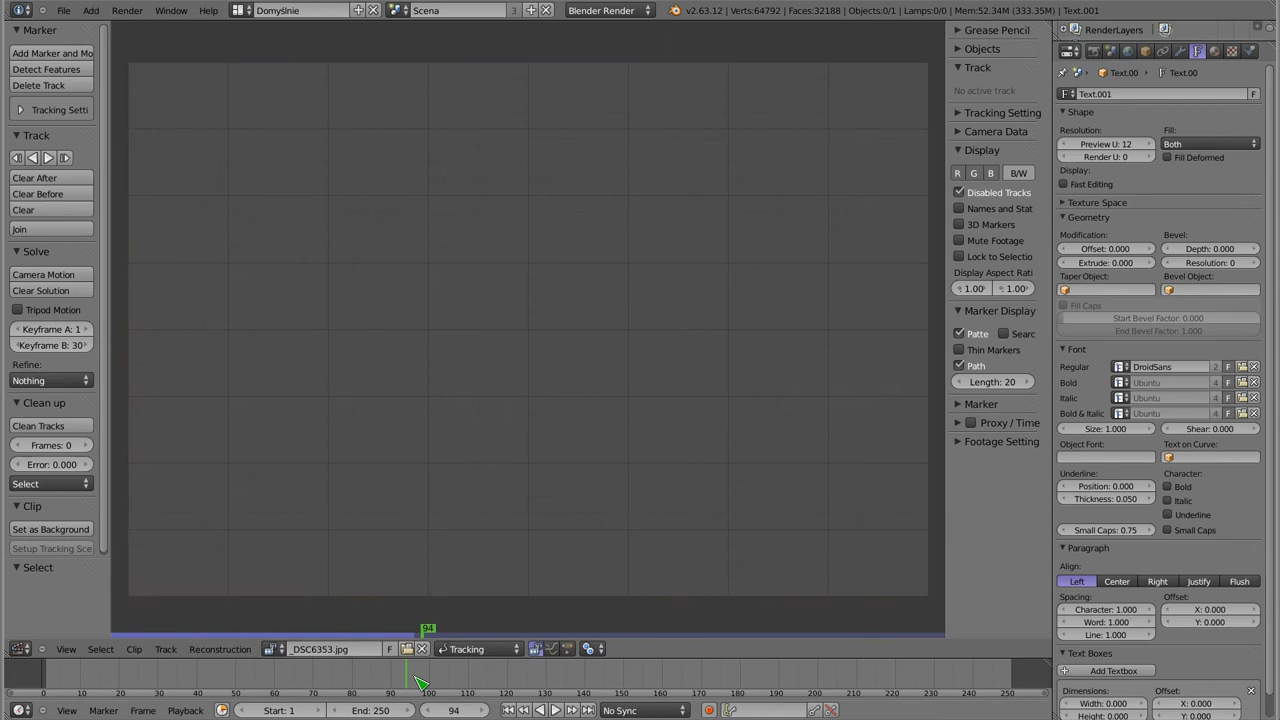 File Add Render Window Help Domyślnie Scena 3 Blender Render v2.63.12 | Verts:64792 | Faces:32188 | Objects:0/1 | Lamps:0/0 | Mem:52.34M (333.35M) | Text.001
Marker
Add Marker and Mo
Detect Features
Delete Track
Tracking Setti
Track
Clear After
Clear Before
Clear
Join
Solve
Camera Motion
Clear Solution
Tripod Motion
Keyframe A: 1
Keyframe B: 30
Refine:
Nothing
Clean up
Clean Tracks
Frames: 0
Error: 0.000
Select
Clip
Set as Background
Setup Tracking Sce
Select
Grease Pencil
Objects
Track
No active track
Tracking Setting
Camera Data
Display
R G B B/W
Disabled Tracks
Names and Stat
3D Markers
Mute Footage
Lock to Selectio
Display Aspect Rati
1.00 1.00
Marker Display
Patte Searc
Thin Markers
Path
Length: 20
Marker
Proxy / Time
Footage Setting
RenderLayers
Text.00 Text.00
Text.001 F
Shape
Resolution: Fill:
Preview U: 12 Both
Render U: 0 Fill Deformed
Display:
Fast Editing
Texture Space
Geometry
Modification: Bevel:
Offset: 0.000 Depth: 0.000
Extrude: 0.000 Resolution: 0
Taper Object: Bevel Object:
Fill Caps
Start Bevel Factor: 0.000
End Bevel Factor: 1.000
Font
Regular DroidSans 2 F
Bold Ubuntu 4 F
Italic Ubuntu 4 F
Bold & Italic Ubuntu 4 F
Size: 1.000 Shear: 0.000
Object Font: Text on Curve:
Underline: Character:
Position: 0.000 Bold
Thickness: 0.050 Italic
Underline
Small Caps: 0.75 Small Caps
Paragraph
Align:
Left Center Right Justify Flush
Spacing: Offset:
Character: 1.000 X: 0.000
Word: 1.000 Y: 0.000
Line: 1.000
Text Boxes
Add Textbox
Dimensions: Offset:
Width: 0.000 X: 0.000
Height: 0.000 Y: 0.000
94
View Select Clip Track Reconstruction _DSC6353.jpg F Tracking
0 10 20 30 40 50 60 70 80 90 100 110 120 130 140 150 160 170 180 190 200 210 220 230 240 250
View Marker Frame Playback Start: 1 End: 250 94 No Sync